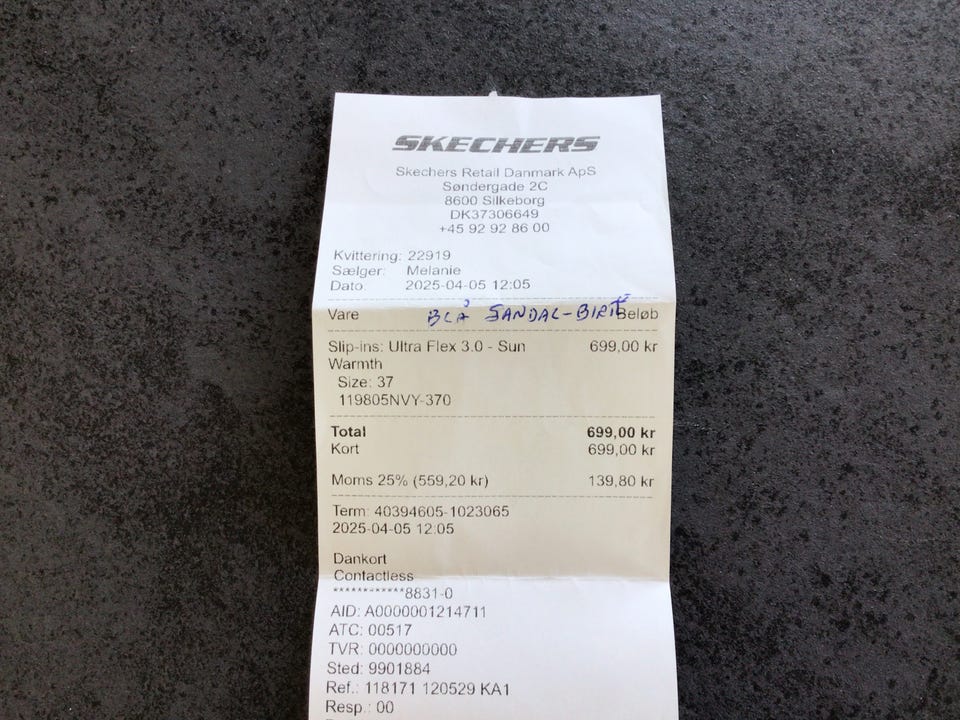 SKECHERS
Skechers Retail Danmark ApS
Søndergade 2C
8600 Silkeborg
DK37306649
+45 92 92 86 00
Kvittering: 22919
Sælger: Melanie
Dato: 2025-04-05 12:05
Vare BLÅ SANDAL-BIRTE Beløb
Slip-ins: Ultra Flex 3.0 - Sun 699,00 kr
Warmth
Size: 37
119805NVY-370
Total 699,00 kr
Kort 699,00 kr
Moms 25% (559,20 kr) 139,80 kr
Term: 40394605-1023065
2025-04-05 12:05
Dankort
Contactless
************8831-0
AID: A0000001214711
ATC: 00517
TVR: 0000000000
Sted: 9901884
Ref.: 118171 120529 KA1
Resp.: 00